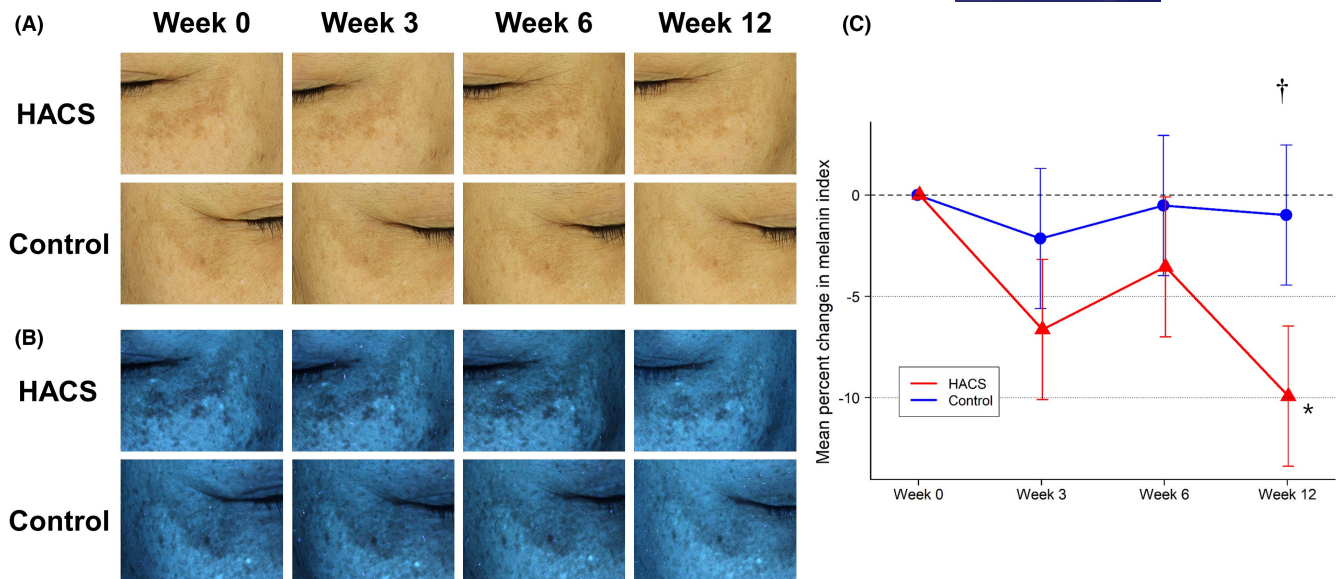 (A)
Week 0 Week 3 Week 6 Week 12
HACS
Control
(B)
HACS
Control
(C)
†
Mean percent change in melanin index
0
-5
-10
*
HACS
Control
Week 0 Week 3 Week 6 Week 12